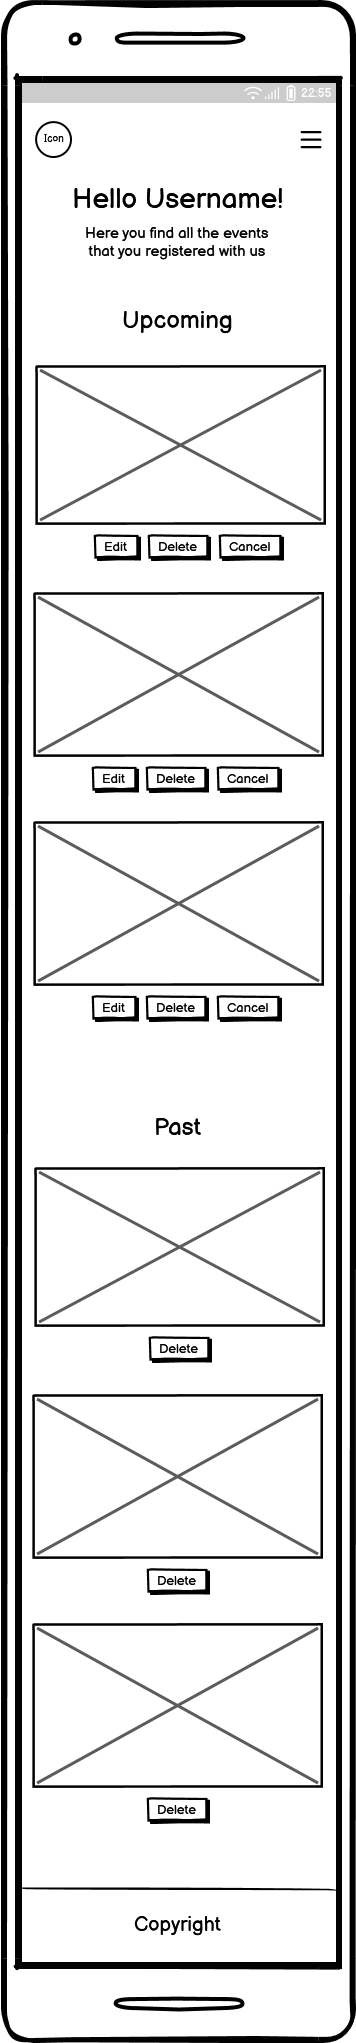 22:55
Icon
Hello Username!
Here you find all the events
that you registered with us
Upcoming
Edit Delete Cancel
Edit Delete Cancel
Edit Delete Cancel
Past
Delete
Delete
Delete
Copyright